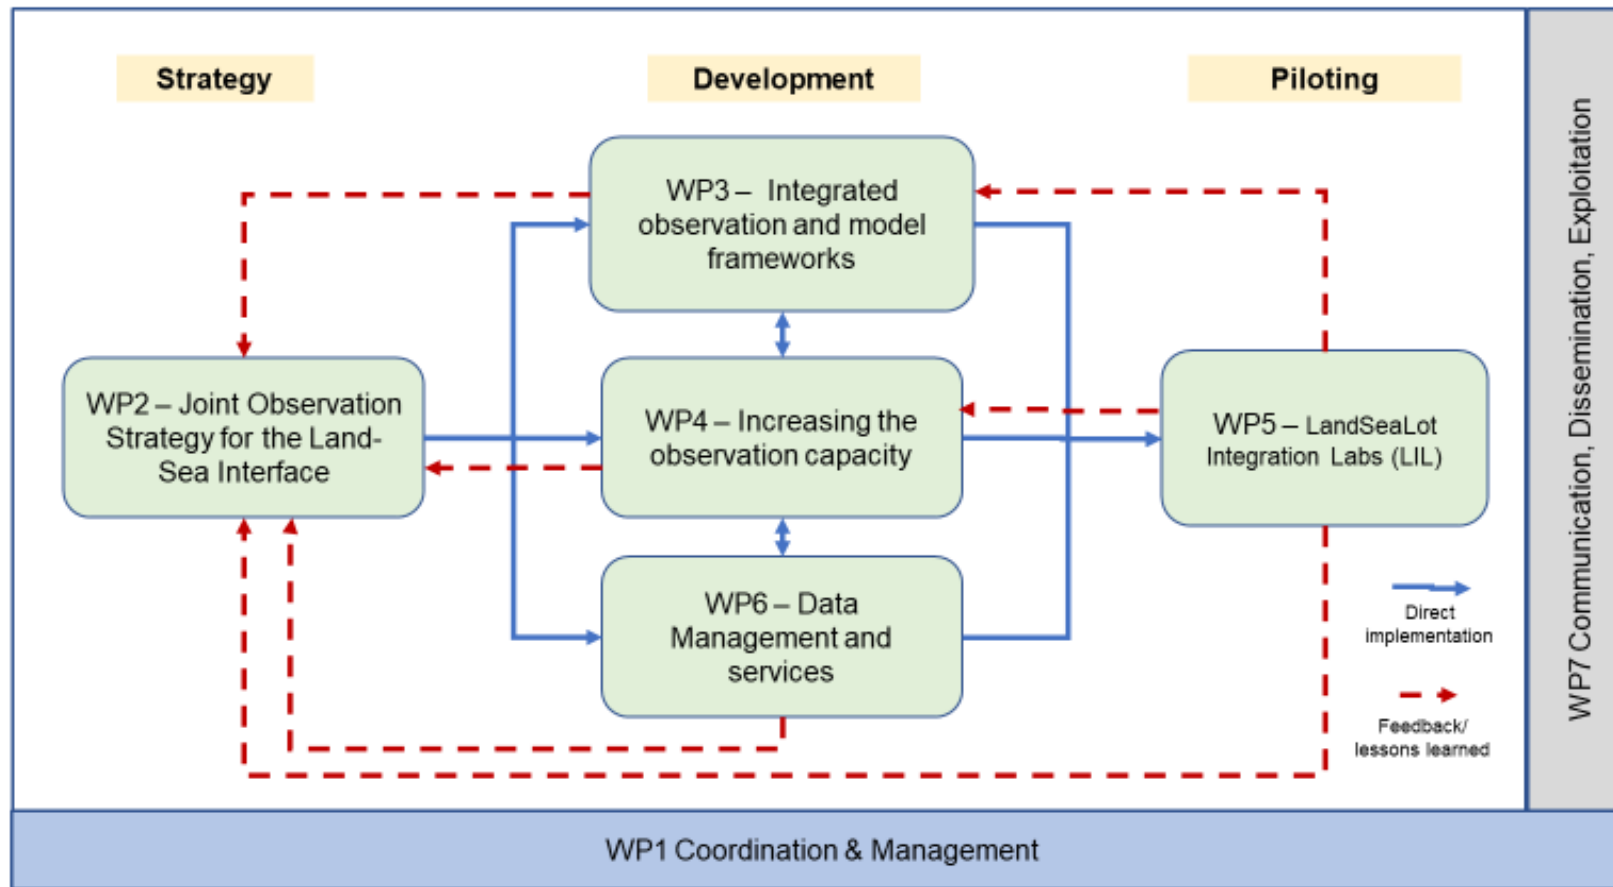 Strategy
Development
Piloting
WP3 – Integrated
observation and model
frameworks
WP2 – Joint Observation
Strategy for the Land-
Sea Interface
WP4 – Increasing the
observation capacity
WP5 – LandSeaLot
Integration Labs (LIL)
WP6 – Data
Management and
services
Direct
implementation
Feedback/
lessons learned
WP7 Communication, Dissemination, Exploitation
WP1 Coordination & Management